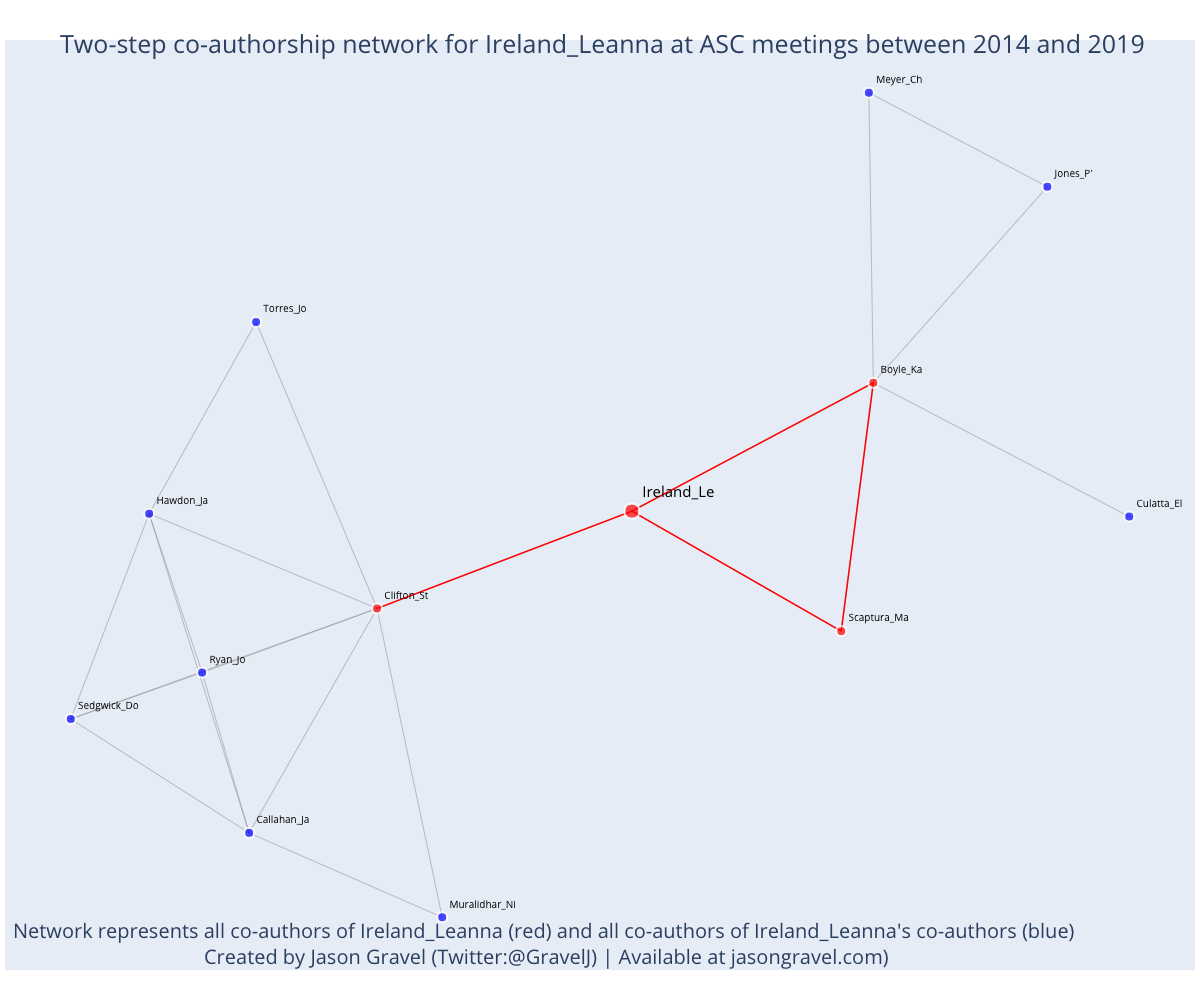 Two-step co-authorship network for Ireland_Leanna at ASC meetings between 2014 and 2019
Meyer_Ch
Jones_P'
Torres_Jo
Boyle_Ka
Ireland_Le
Hawdon_Ja
Culatta_El
Clifton_St
Scaptura_Ma
Ryan_Jo
Sedgwick_Do
Callahan_Ja
Muralidhar_Ni
Network represents all co-authors of Ireland_Leanna (red) and all co-authors of Ireland_Leanna's co-authors (blue)
Created by Jason Gravel (Twitter:@GravelJ) | Available at jasongravel.com)